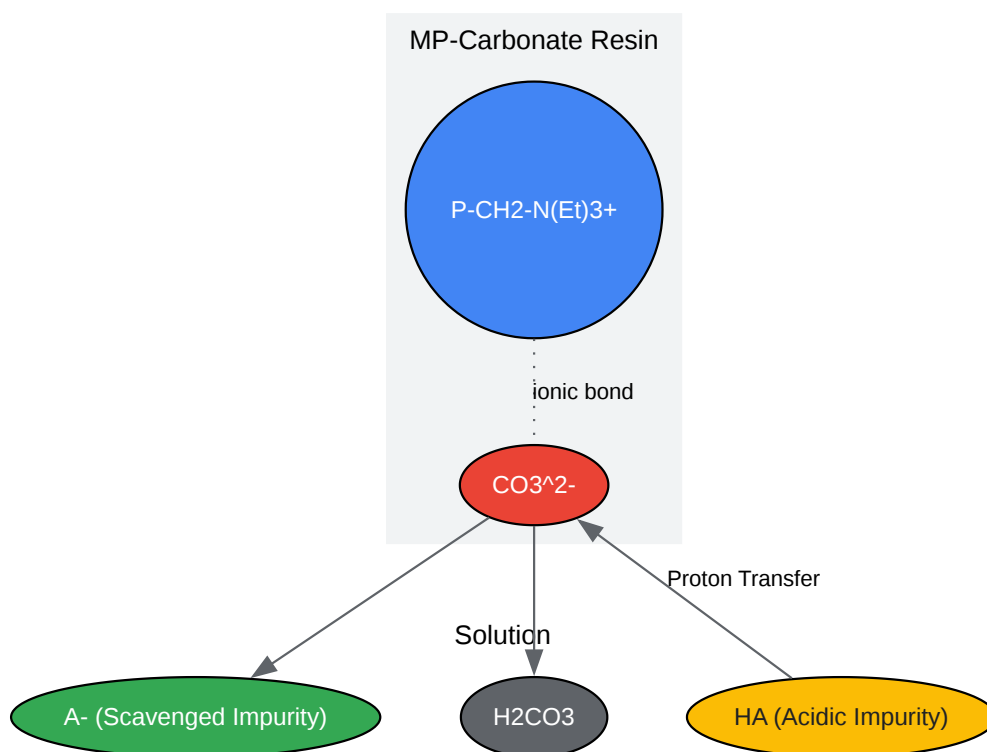 MP-Carbonate Resin
P-CH2-N(Et)3+
ionic bond
CO3^2-
Proton Transfer
Solution
A- (Scavenged Impurity)
H2CO3
HA (Acidic Impurity)